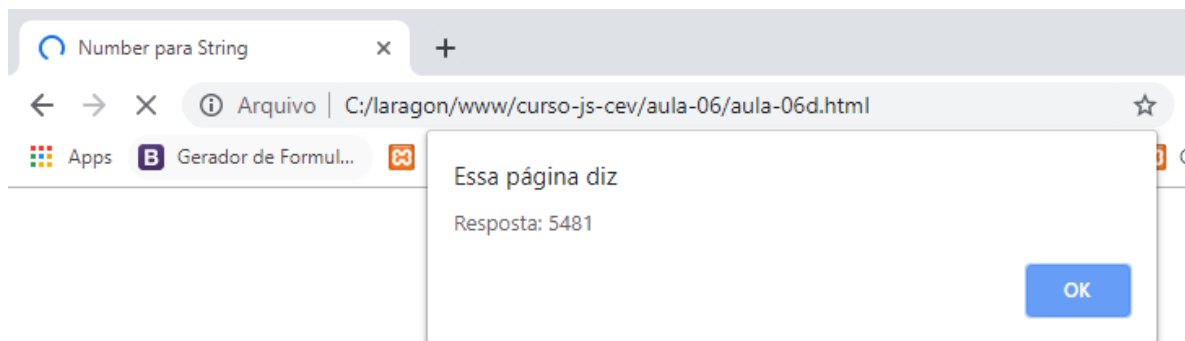 Number para String
Arquivo | C:/laragon/www/curso-js-cev/aula-06/aula-06d.html
Apps B Gerador de Formul...
Essa página diz
Resposta: 5481
OK